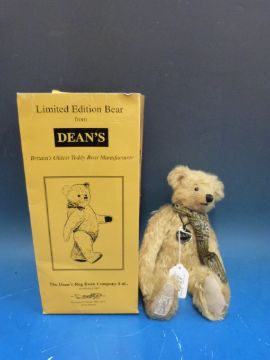 Limited Edition Bear
from
DEAN'S
Britain's Oldest Teddy Bear Manufacturer
The Dean's Rag Book Company Ltd.,